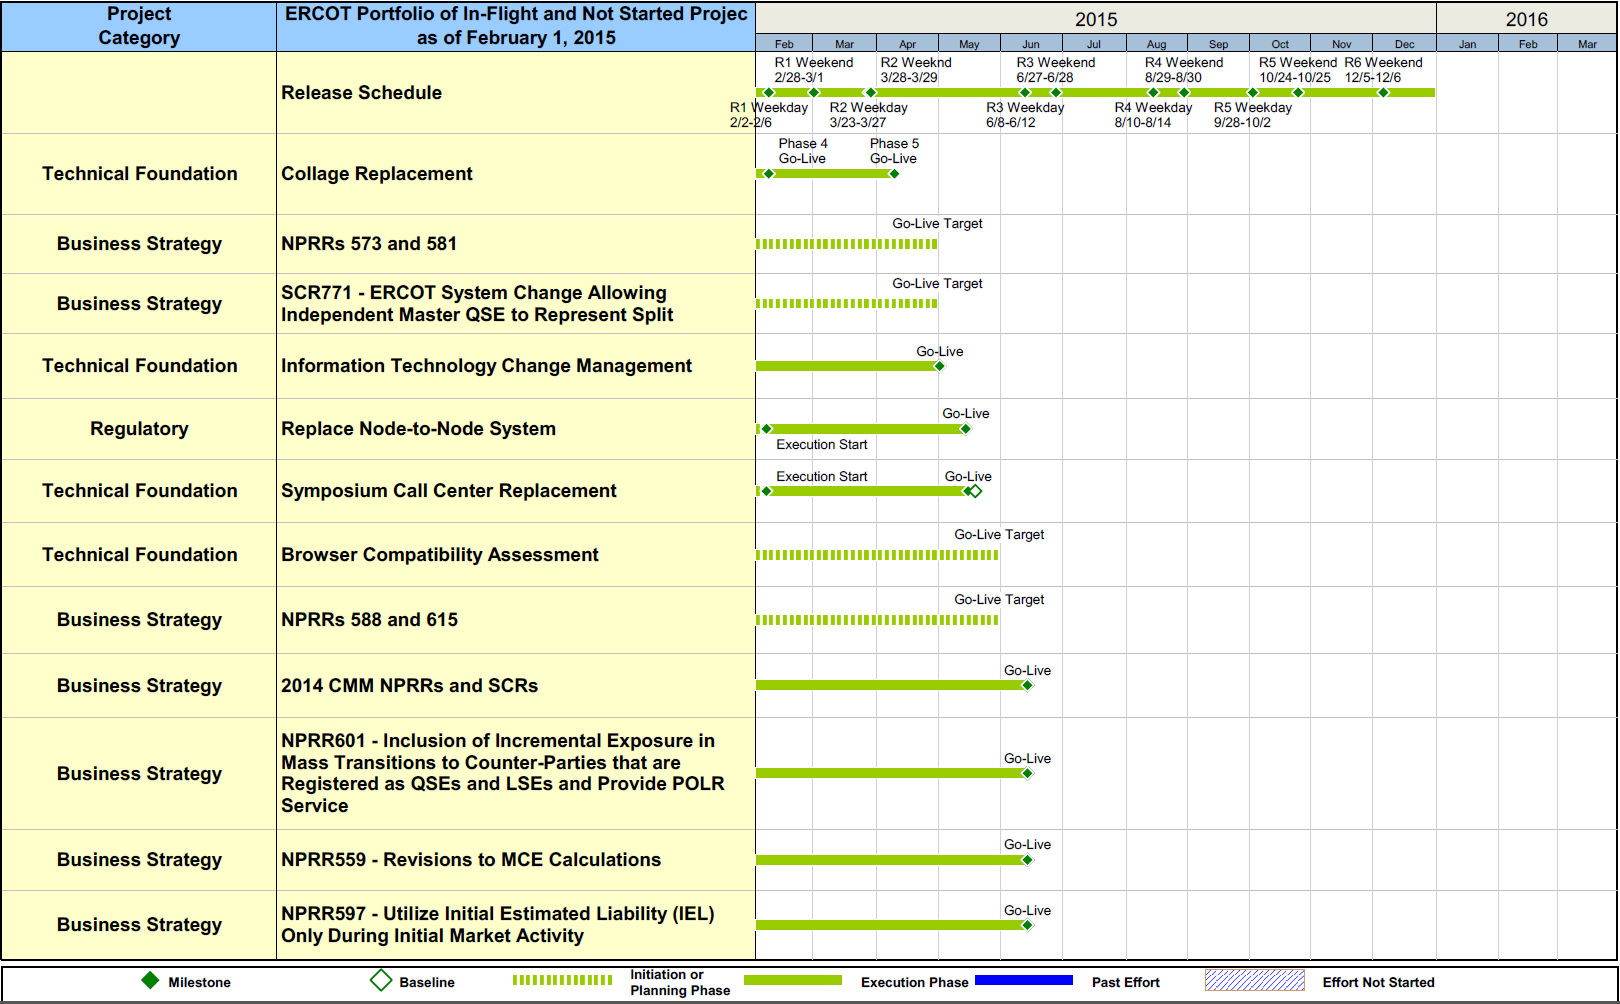 Project
Category
ERCOT Portfolio of In-Flight and Not Started Projec
as of February 1, 2015
2015
2016
Feb Mar Apr May Jun Jul Aug Sep Oct Nov Dec Jan Feb Mar
Release Schedule
R1 Weekend
2/28-3/1
R2 Weeknd
3/28-3/29
R3 Weekend
6/27-6/28
R4 Weekend
8/29-8/30
R5 Weekend
10/24-10/25
R6 Weekend
12/5-12/6
R1 Weekday
2/2-2/6
R2 Weekday
3/23-3/27
R3 Weekday
6/8-6/12
R4 Weekday
8/10-8/14
R5 Weekday
9/28-10/2
Technical Foundation
Collage Replacement
Phase 4
Go-Live
Phase 5
Go-Live
Business Strategy
NPRRs 573 and 581
Go-Live Target
Business Strategy
SCR771 - ERCOT System Change Allowing
Independent Master QSE to Represent Split
Go-Live Target
Technical Foundation
Information Technology Change Management
Go-Live
Regulatory
Replace Node-to-Node System
Go-Live
Execution Start
Technical Foundation
Symposium Call Center Replacement
Execution Start
Go-Live
Technical Foundation
Browser Compatibility Assessment
Go-Live Target
Business Strategy
NPRRs 588 and 615
Go-Live Target
Business Strategy
2014 CMM NPRRs and SCRs
Go-Live
Business Strategy
NPRR601 - Inclusion of Incremental Exposure in
Mass Transitions to Counter-Parties that are
Registered as QSEs and LSEs and Provide POLR
Service
Go-Live
Business Strategy
NPRR559 - Revisions to MCE Calculations
Go-Live
Business Strategy
NPRR597 - Utilize Initial Estimated Liability (IEL)
Only During Initial Market Activity
Go-Live
Milestone
Baseline
Initiation or
Planning Phase
Execution Phase
Past Effort
Effort Not Started